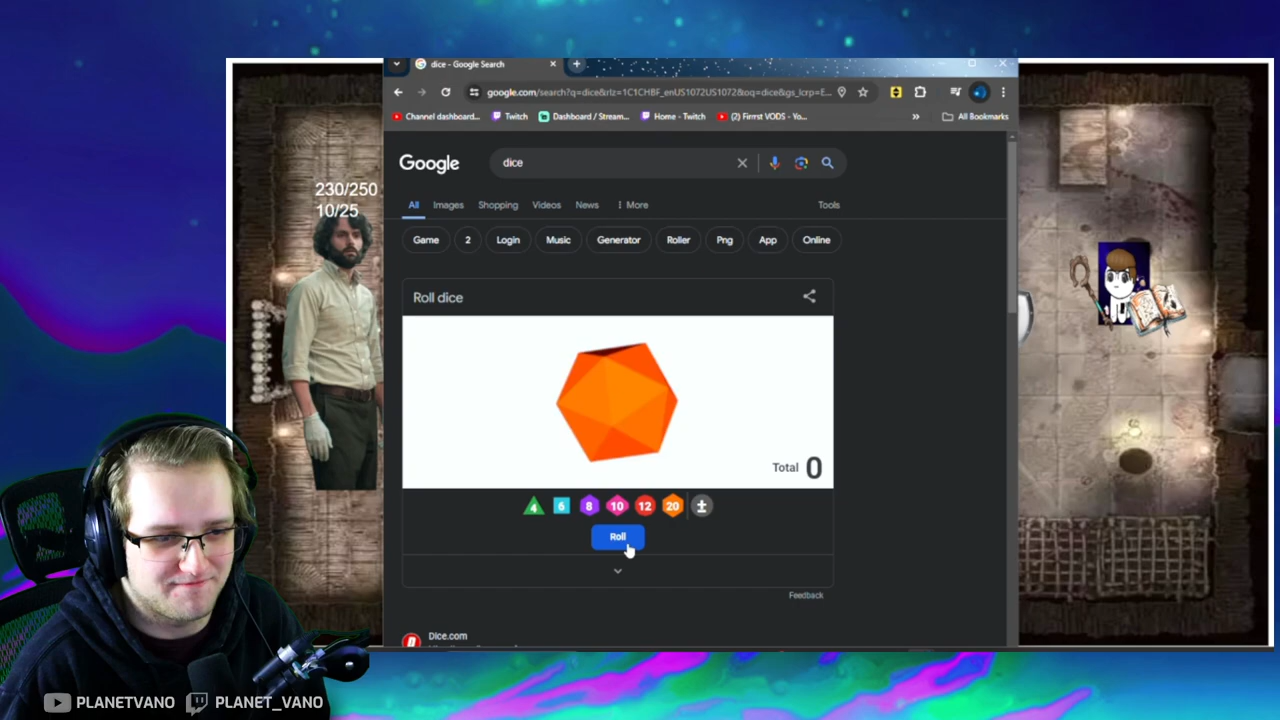 dice - Google Search
google.com/search?q=dice&rlz=1C1CHBF_enUS1072US1072&oq=dice&gs_lcrp=E...
Channel dashboard...
Twitch
Dashboard / Stream...
Home - Twitch
(2) Firrrst VODS - Yo...
»
All Bookmarks
Google
dice
All
Images
Shopping
Videos
News
More
Tools
Game
2
Login
Music
Generator
Roller
Png
App
Online
230/250
10/25
Roll dice
Total 0
4
6
8
10
12
20
±
Roll
Feedback
Dice.com
PLANETVANO
PLANET_VANO